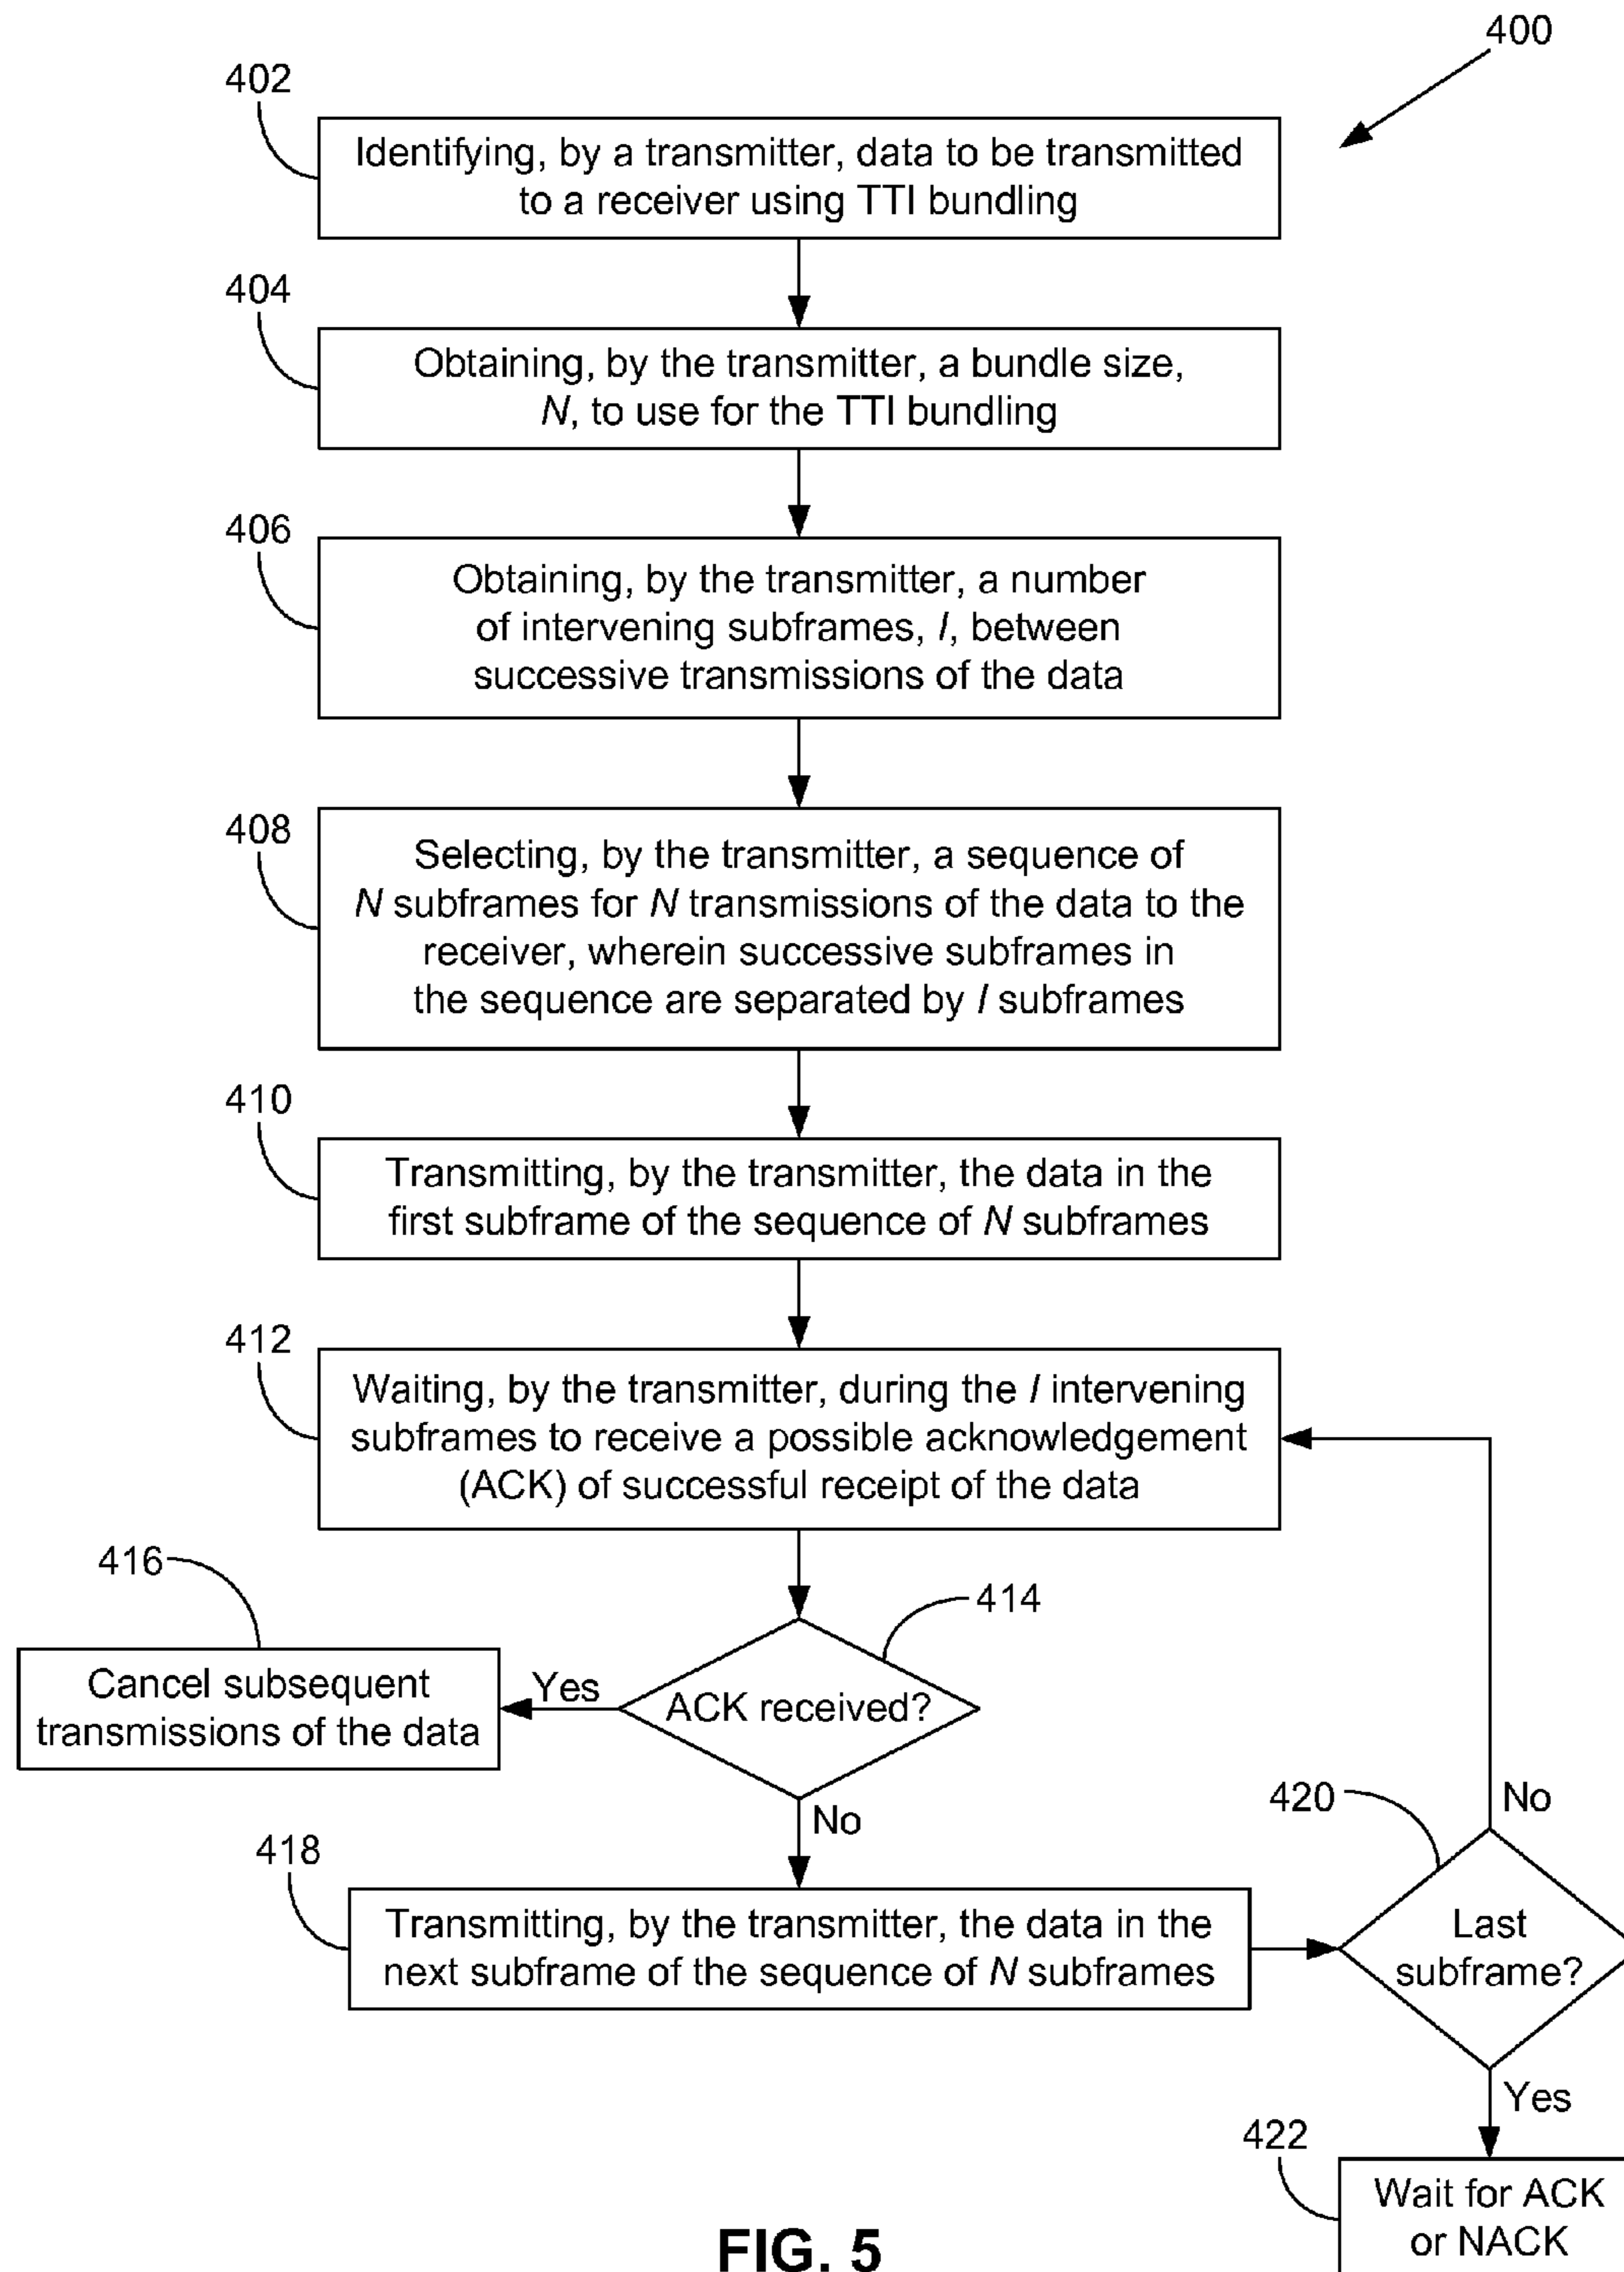 400
402
Identifying, by a transmitter, data to be transmitted
to a receiver using TTI bundling
404
Obtaining, by the transmitter, a bundle size,
N, to use for the TTI bundling
406
Obtaining, by the transmitter, a number
of intervening subframes, I, between
successive transmissions of the data
408
Selecting, by the transmitter, a sequence of
N subframes for N transmissions of the data to the
receiver, wherein successive subframes in
the sequence are separated by I subframes
410
Transmitting, by the transmitter, the data in the
first subframe of the sequence of N subframes
412
Waiting, by the transmitter, during the I intervening
subframes to receive a possible acknowledgement
(ACK) of successful receipt of the data
414
ACK received?
Yes
416
Cancel subsequent
transmissions of the data
No
418
Transmitting, by the transmitter, the data in the
next subframe of the sequence of N subframes
420
Last
subframe?
No
Yes
422
Wait for ACK
or NACK
FIG. 5